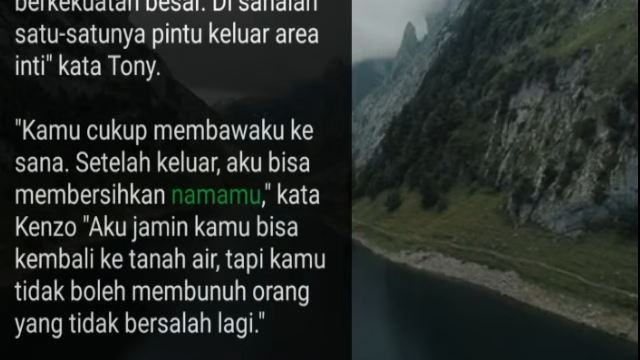 berkekuatan besar. Di sanalah
satu-satunya pintu keluar area
inti" kata Tony.
"Kamu cukup membawaku ke
sana. Setelah keluar, aku bisa
membersihkan namamu," kata
Kenzo "Aku jamin kamu bisa
kembali ke tanah air, tapi kamu
tidak boleh membunuh orang
yang tidak bersalah lagi."